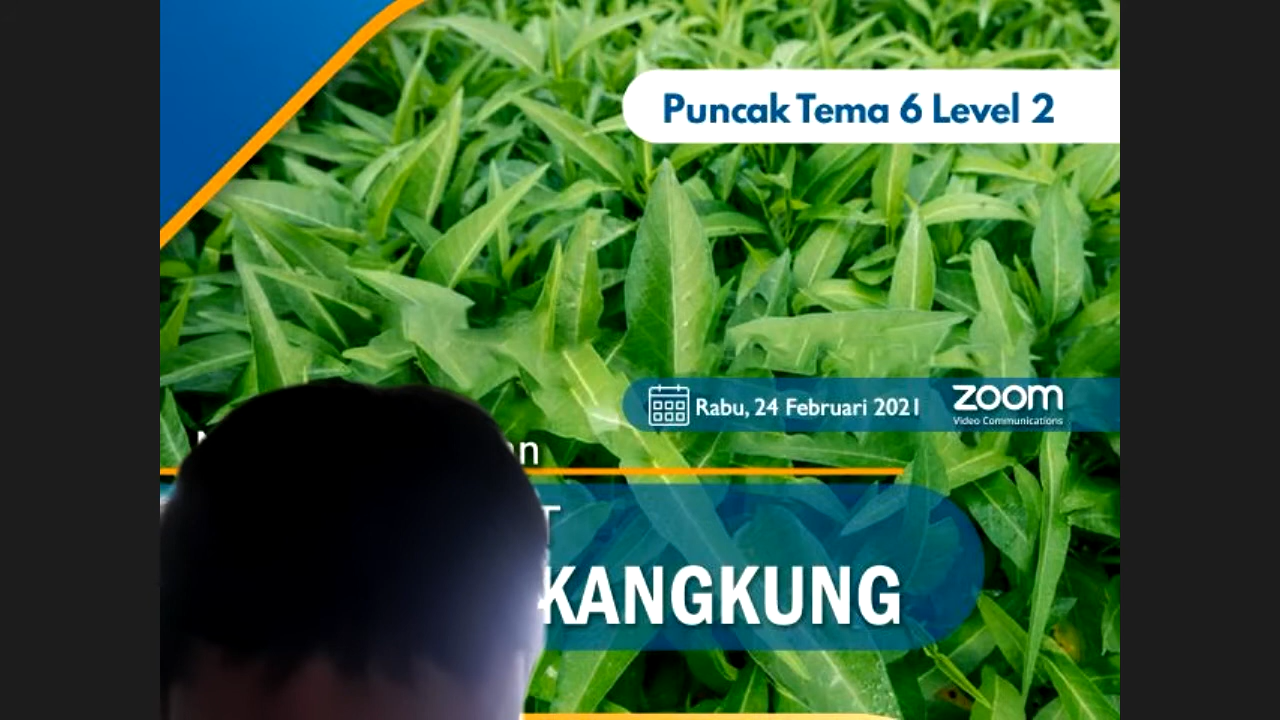 Puncak Tema 6 Level 2
Rabu, 24 Februari 2021
zoom
Video Communications
KANGKUNG